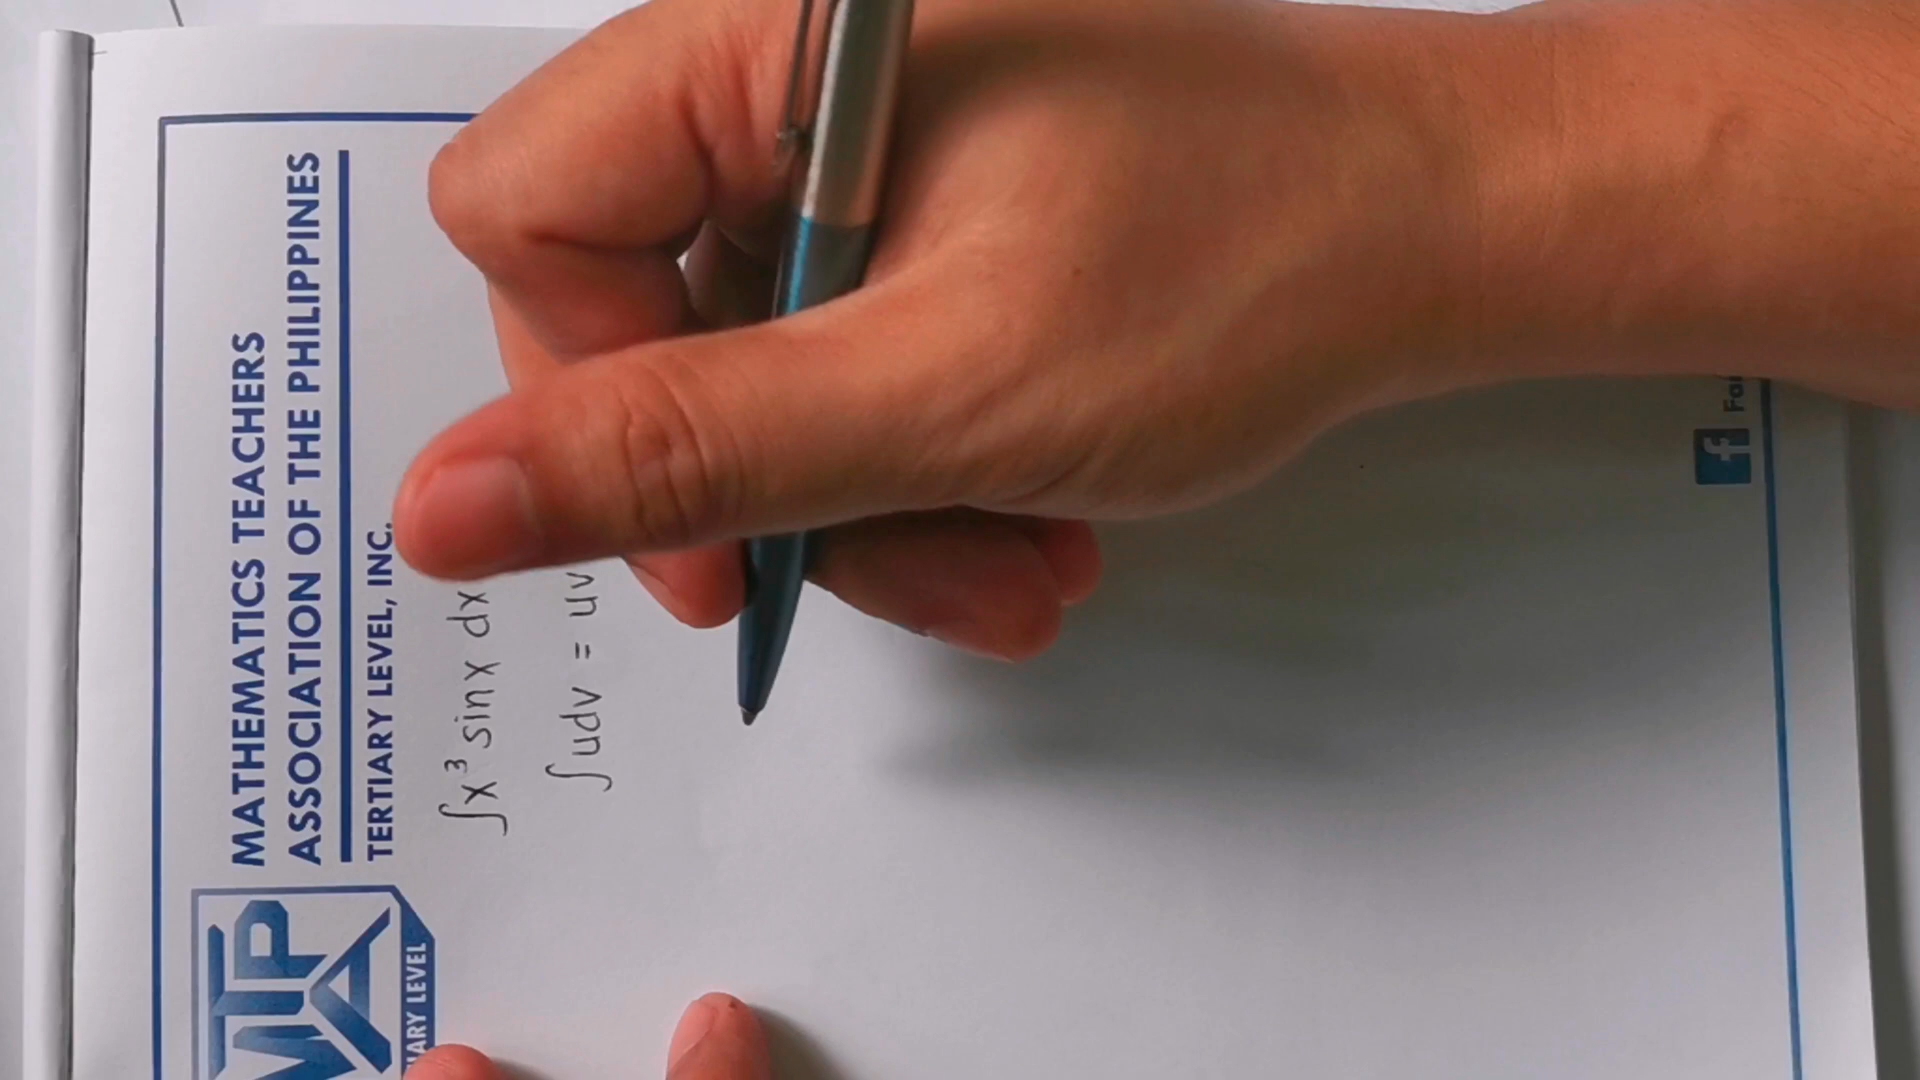 MATHEMATICS TEACHERS
ASSOCIATION OF THE PHILIPPINES
TERTIARY LEVEL, INC.
∫x³ sinx dx
∫udv = uv